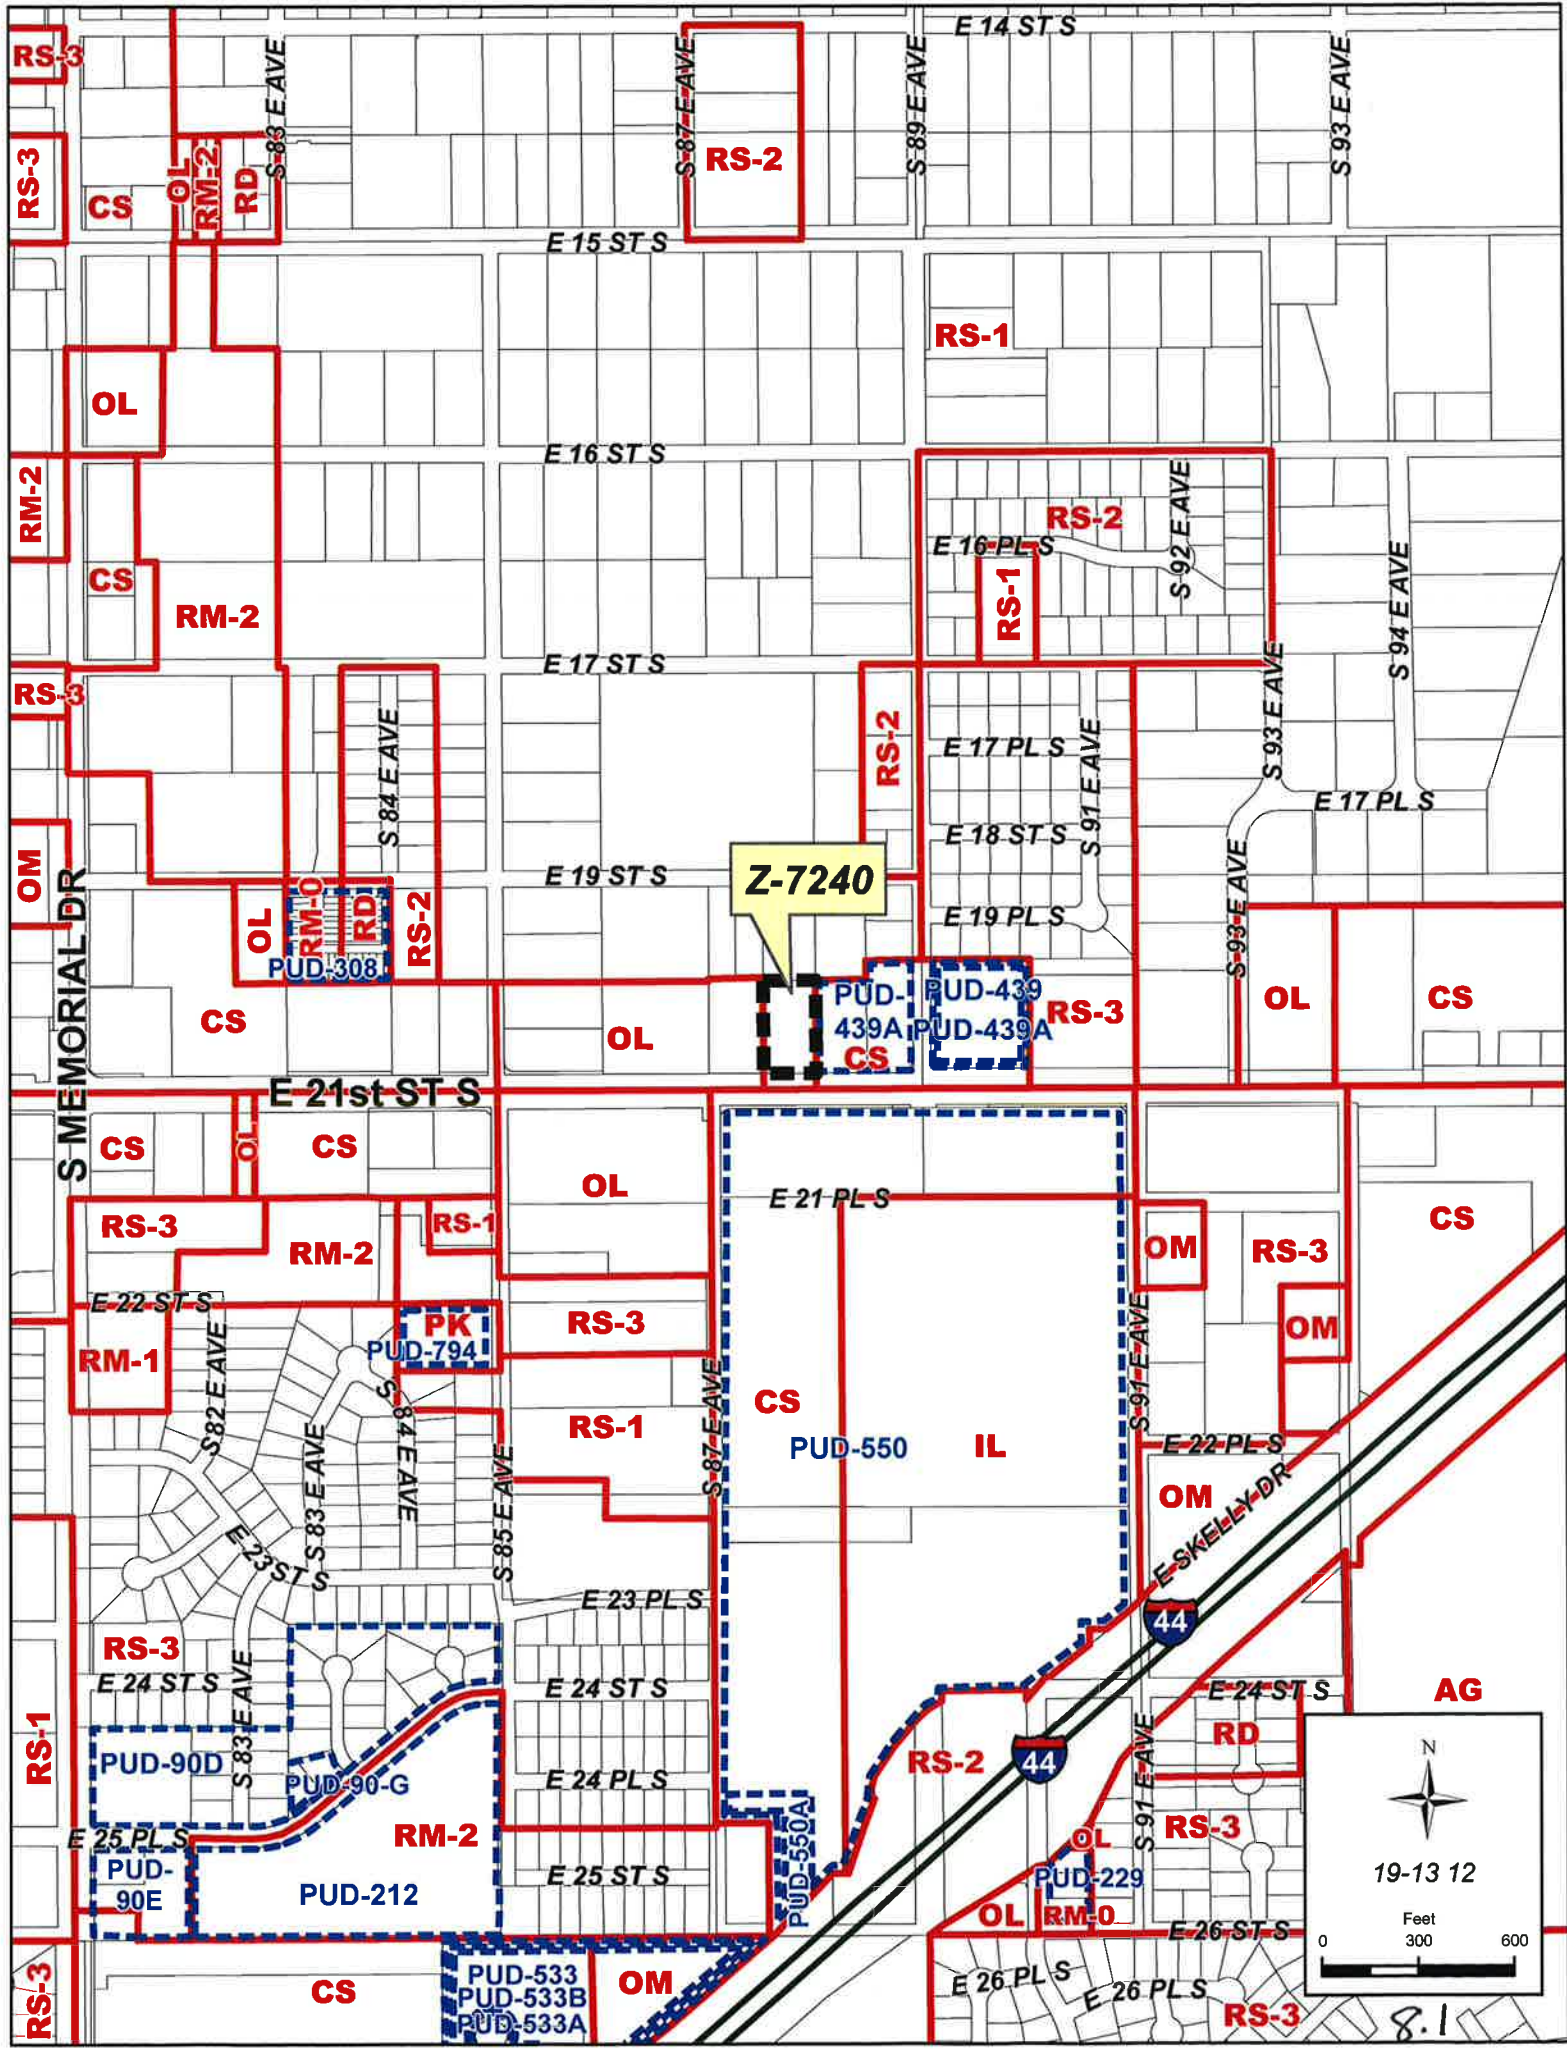 E 14 ST S
RS-3
S 83 E AVE
S 87 E AVE
S 89 E AVE
S 93 E AVE
RS-3
CS
OL
RM-2
RD
RS-2
E 15 ST S
RS-1
OL
E 16 ST S
RM-2
CS
RM-2
RS-2
E 16 PL S
RS-1
S 92 E AVE
S 94 E AVE
E 17 ST S
RS-3
S 84 E AVE
RS-2
E 17 PL S
S 91 E AVE
S 93 E AVE
E 17 PL S
E 18 ST S
OM
S MEMORIAL DR
E 19 ST S
Z-7240
OL
RM-0
RD
RS-2
PUD-308
E 19 PL S
S 93 E AVE
CS
OL
PUD-
439A
CS
PUD-439
PUD-439A
RS-3
OL
CS
E 21st ST S
CS
OL
CS
OL
E 21 PL S
RS-3
RM-2
RS-1
OM
RS-3
CS
E 22 ST S
PK
PUD-794
RS-3
OM
RM-1
S 82 E AVE
S 84 E AVE
S 83 E AVE
S 85 E AVE
RS-1
S 87 E AVE
CS
PUD-550
IL
S 91 E AVE
E 22 PL S
OM
E SKELLY DR
E 23 ST S
E 23 PL S
44
RS-3
E 24 ST S
S 83 E AVE
E 24 ST S
E 24 ST S
AG
RS-1
PUD-90D
PUD-90-G
E 24 PL S
RS-2
44
S 91 E AVE
RD
N
E 25 PL S
RM-2
PUD-550A
OL
RS-3
PUD-
90E
PUD-212
E 25 ST S
PUD-229
19-13 12
OL
RM-0
E 26 ST S
Feet
0 300 600
RS-3
CS
PUD-533
PUD-533B
PUD-533A
OM
E 26 PL S
E 26 PL S
RS-3
8.1